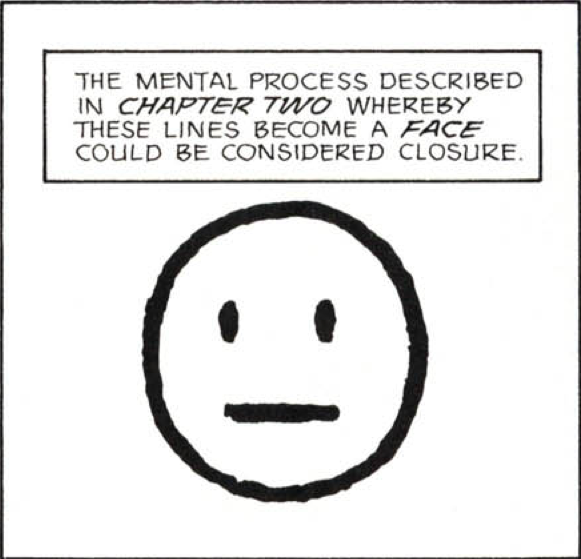 THE MENTAL PROCESS DESCRIBED
IN CHAPTER TWO WHEREBY
THESE LINES BECOME A FACE
COULD BE CONSIDERED CLOSURE.